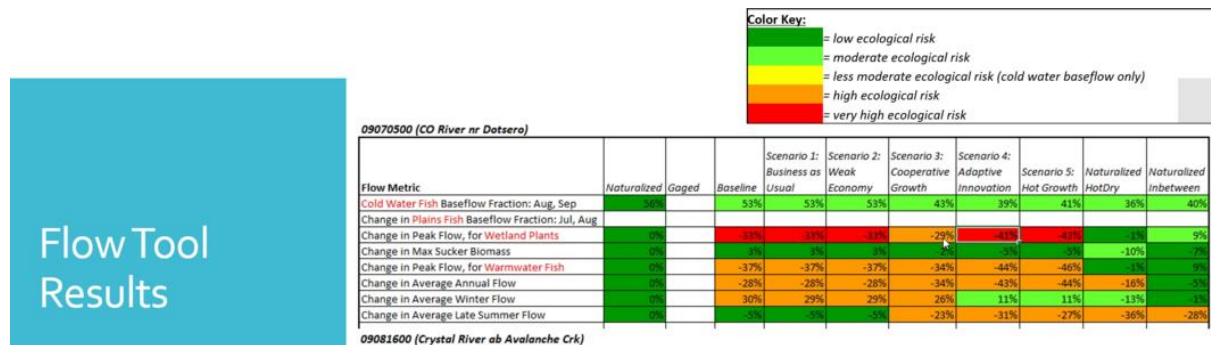 Color Key:
= low ecological risk
= moderate ecological risk
= less moderate ecological risk (cold water baseflow only)
= high ecological risk
= very high ecological risk
Flow Tool
Results
09070500 (CO River nr Dotsero)
Flow Metric Naturalized Gaged Baseline Scenario 1: Business as Usual Scenario 2: Weak Economy Scenario 3: Cooperative Growth Scenario 4: Adaptive Innovation Scenario 5: Hot Growth Naturalized HotDry Naturalized Inbetween
Cold Water Fish Baseflow Fraction: Aug, Sep 56% 53% 53% 53% 43% 39% 41% 36% 40%
Change in Plains Fish Baseflow Fraction: Jul, Aug
Change in Peak Flow, for Wetland Plants 0% -33% -33% -33% -29% -41% -43% -1% 9%
Change in Max Sucker Biomass 0% 3% 3% 3% -2% -5% -5% -10% -7%
Change in Peak Flow, for Warmwater Fish 0% -37% -37% -37% -34% -44% -46% -1% 9%
Change in Average Annual Flow 0% -28% -28% -28% -34% -43% -44% -16% -5%
Change in Average Winter Flow 0% 30% 29% 29% 26% 11% 11% -13% -1%
Change in Average Late Summer Flow 0% -5% -5% -5% -23% -31% -27% -36% -28%
09081600 (Crystal River ab Avalanche Crk)